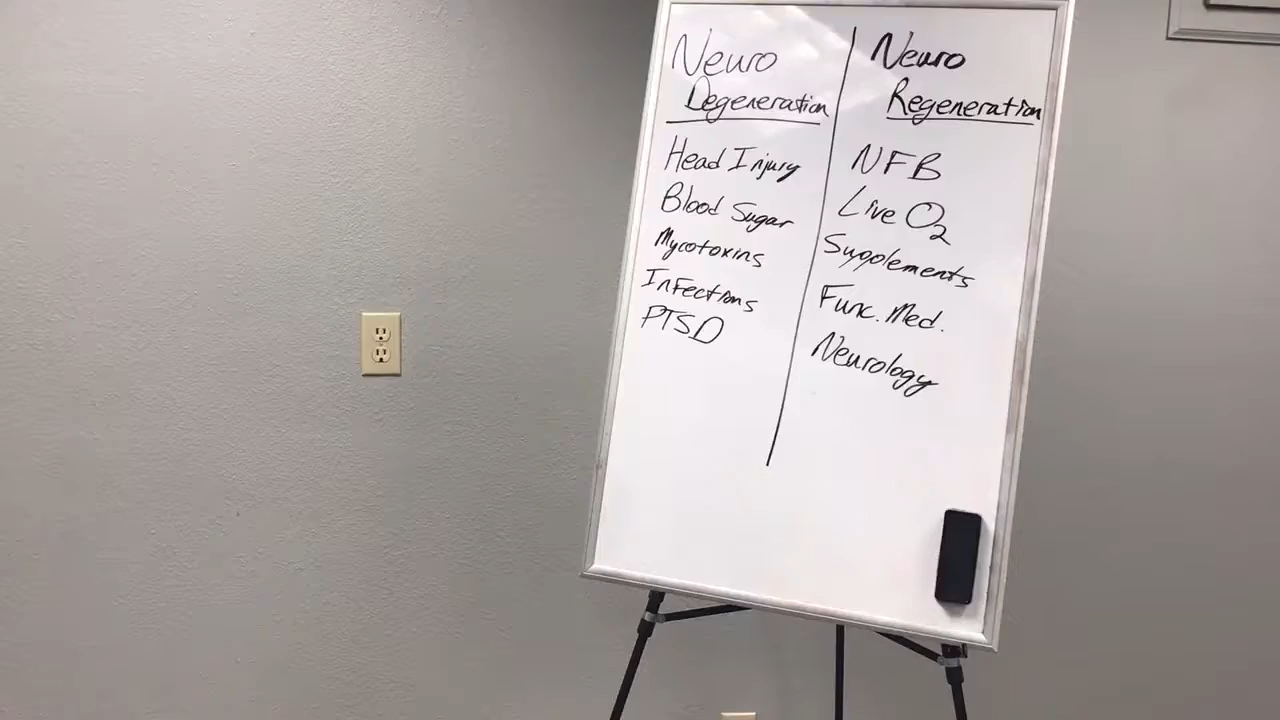 Neuro
Degeneration
Head Injury
Blood Sugar
Mycotoxins
Infections
PTSD
Neuro
Regeneration
NFB
Live O2
Supplements
Func. Med.
Neurology